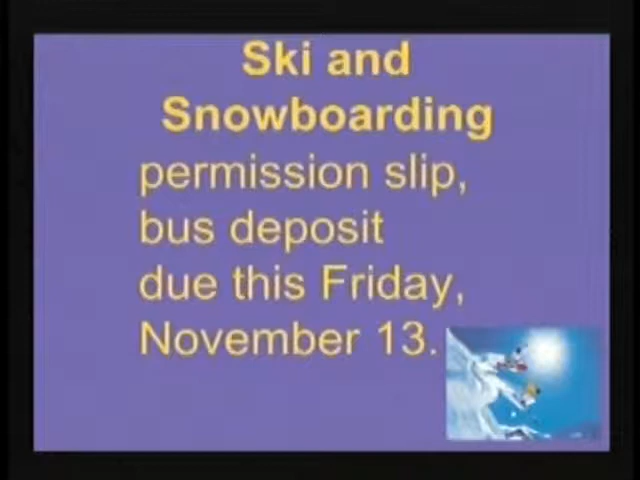 Ski and
Snowboarding
permission slip,
bus deposit
due this Friday,
November 13.